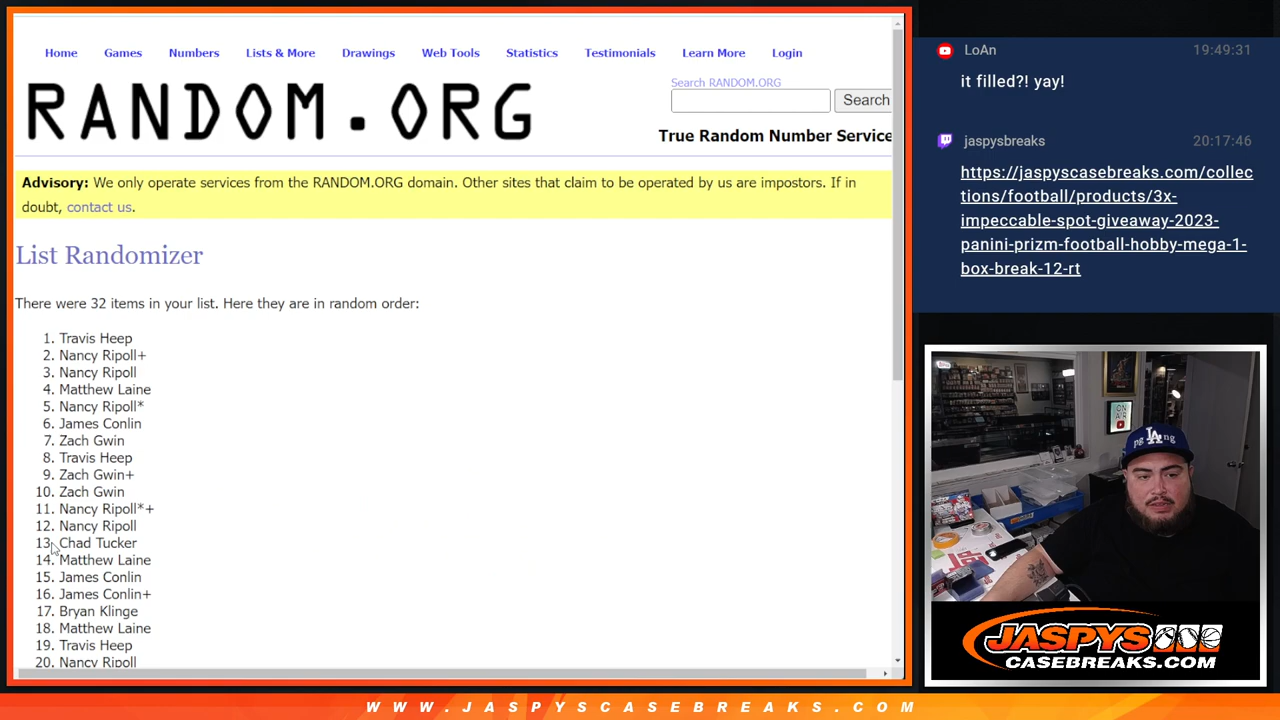 Home Games Numbers Lists & More Drawings Web Tools Statistics Testimonials Learn More Login
RANDOM.ORG
Search RANDOM.ORG
Search
True Random Number Service
Advisory: We only operate services from the RANDOM.ORG domain. Other sites that claim to be operated by us are impostors. If in
doubt, contact us.
List Randomizer
There were 32 items in your list. Here they are in random order:
1. Travis Heep
2. Nancy Ripoll+
3. Nancy Ripoll
4. Matthew Laine
5. Nancy Ripoll*
6. James Conlin
7. Zach Gwin
8. Travis Heep
9. Zach Gwin+
10. Zach Gwin
11. Nancy Ripoll*+
12. Nancy Ripoll
13. Chad Tucker
14. Matthew Laine
15. James Conlin
16. James Conlin+
17. Bryan Klinge
18. Matthew Laine
19. Travis Heep
20. Nancy Ripoll
LoAn 19:49:31
it filled?! yay!
jaspysbreaks 20:17:46
https://jaspyscasebreaks.com/collec
tions/football/products/3x-
impeccable-spot-giveaway-2023-
panini-prizm-football-hobby-mega-1-
box-break-12-rt
ON
AIR
LA
JASPYS
CASEBREAKS.COM
WWW.JASPYSCASEBREAKS.COM